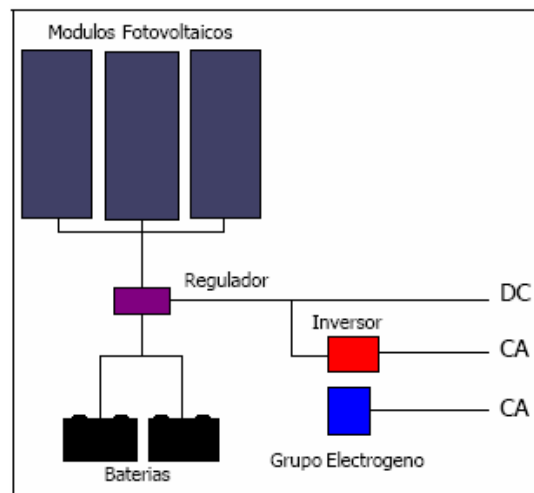 Modulos Fotovoltaicos
Regulador
DC
Inversor
CA
CA
Grupo Electrogeno
Baterias